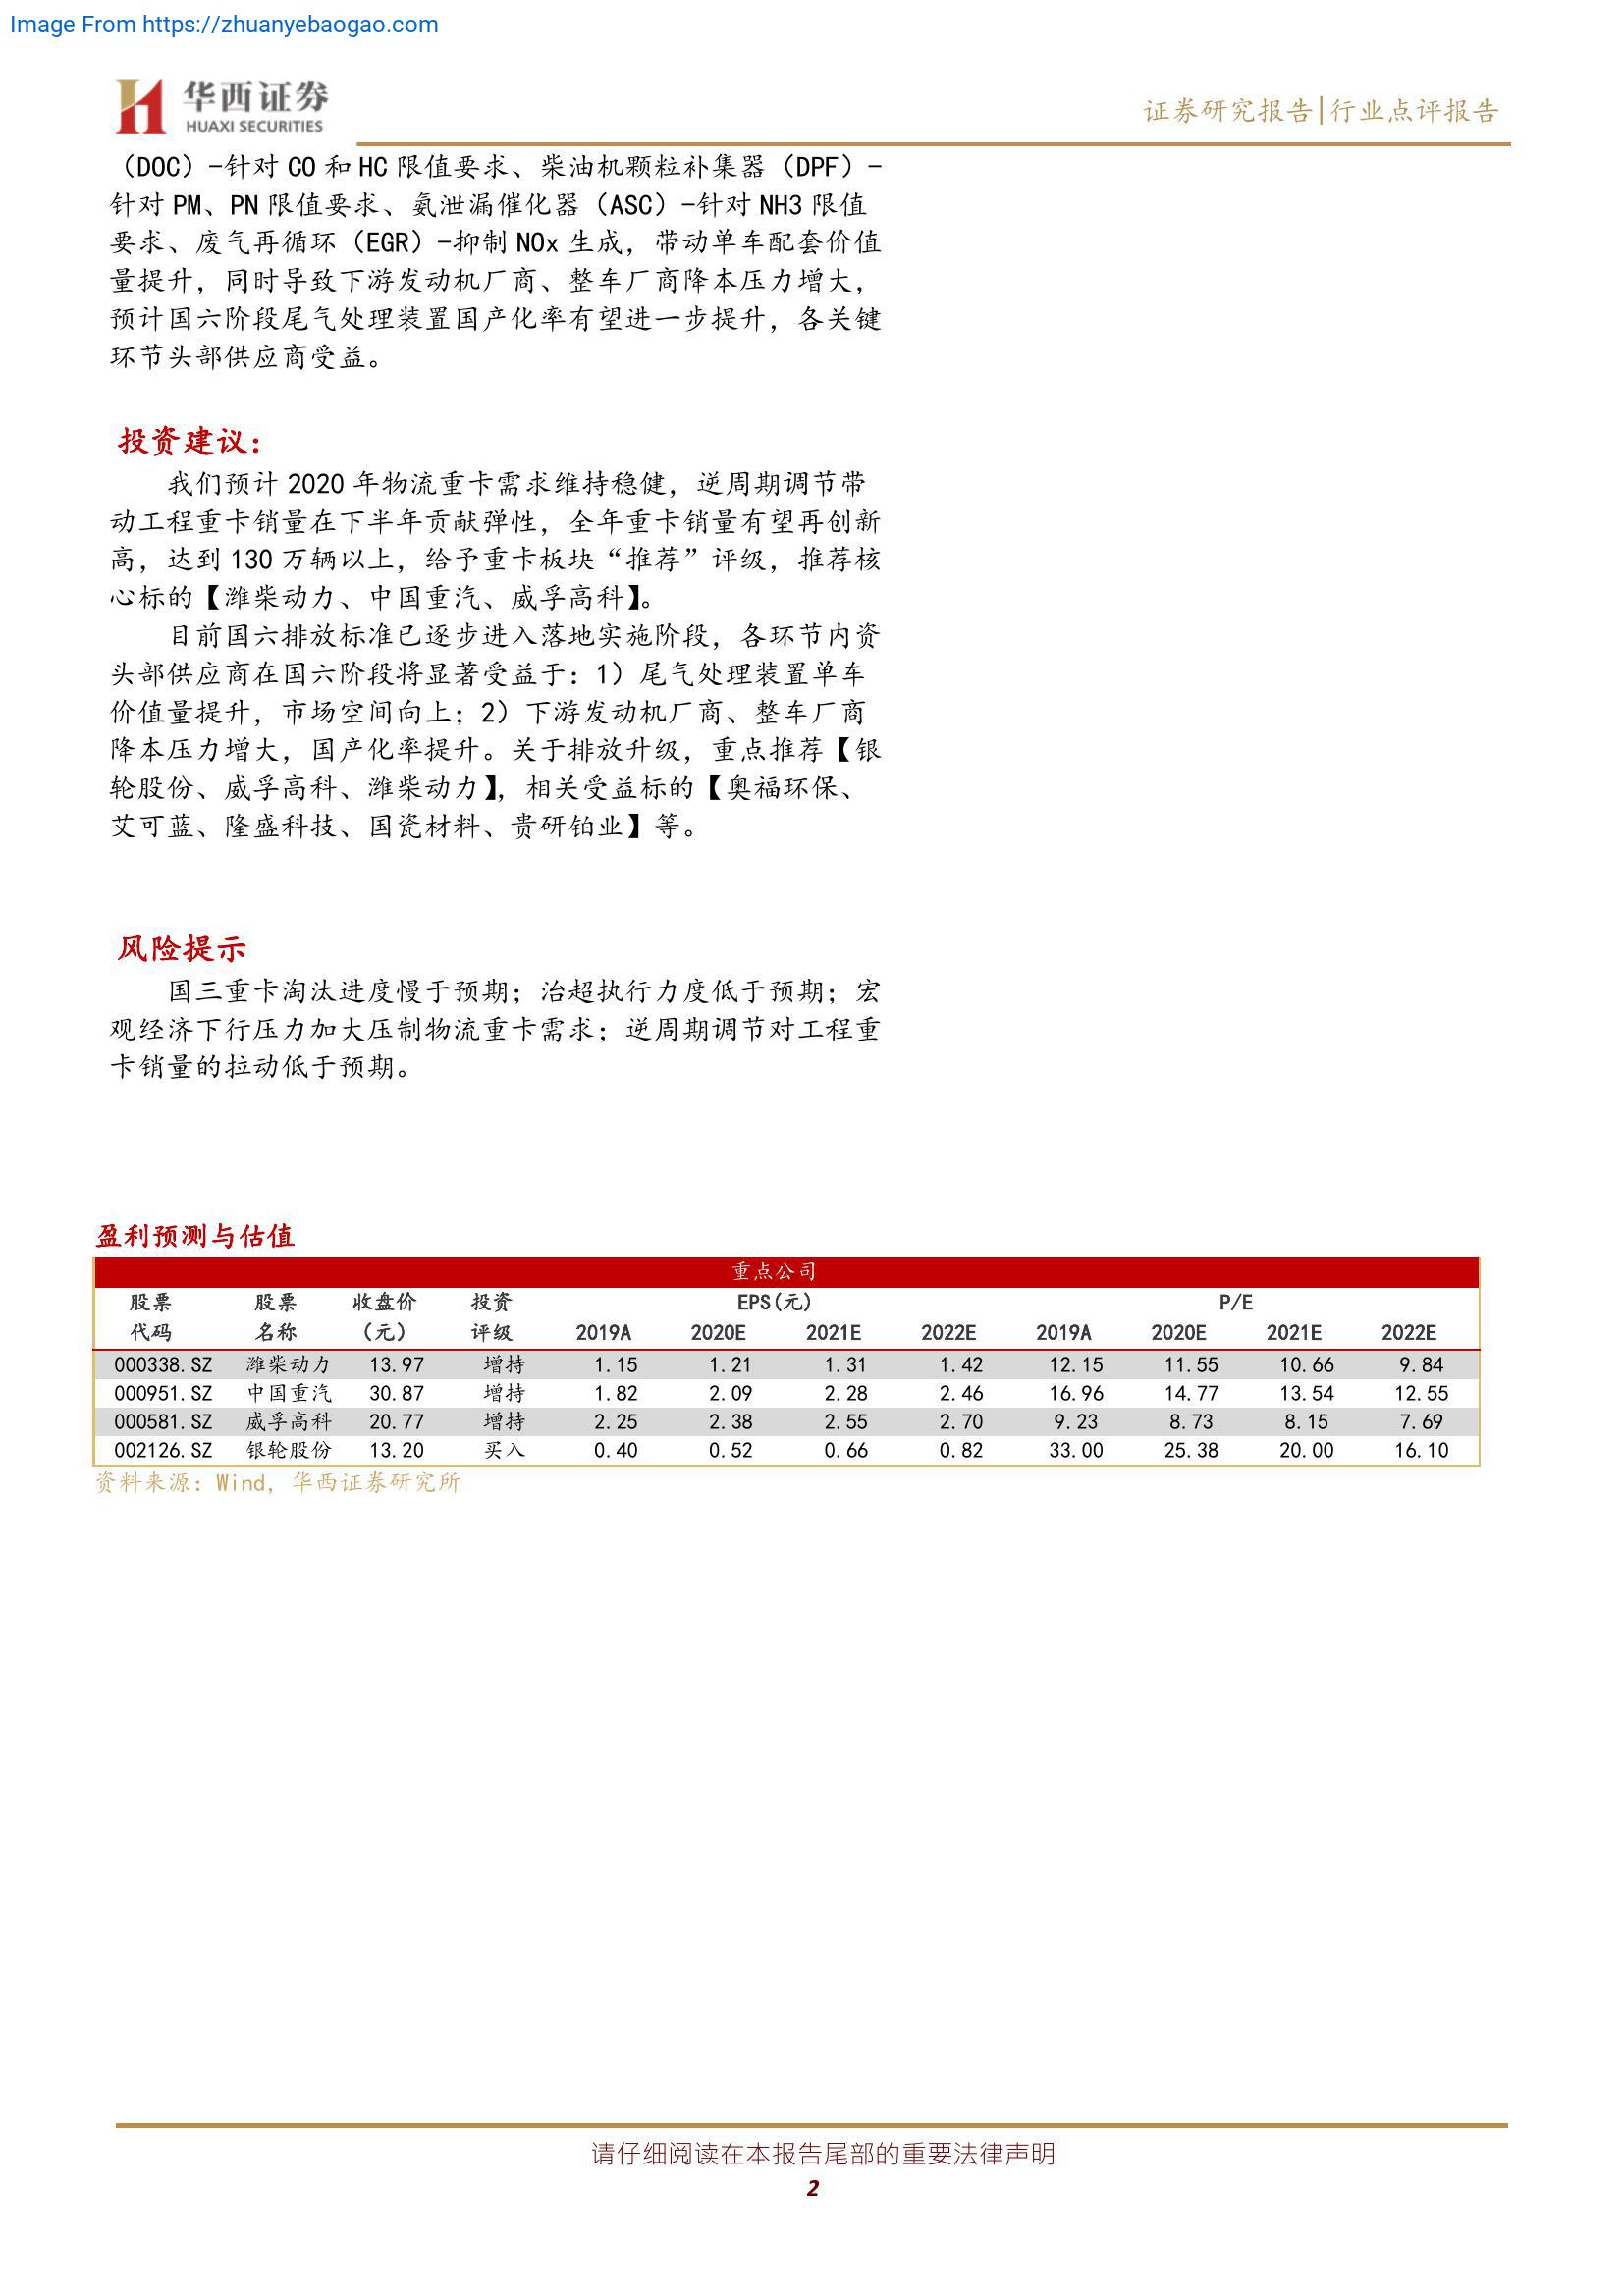 Image From https://zhuanyebaogao.com
华西证券
HUAXI SECURITIES
证券研究报告|行业点评报告
（DOC）-针对 CO 和 HC 限值要求、柴油机颗粒补集器（DPF）-
针对 PM、PN 限值要求、氨泄漏催化器（ASC）-针对 NH3 限值
要求、废气再循环（EGR）-抑制 NOx 生成，带动单车配套价值
量提升，同时导致下游发动机厂商、整车厂商降本压力增大，
预计国六阶段尾气处理装置国产化率有望进一步提升，各关键
环节头部供应商受益。
投资建议：
我们预计 2020 年物流重卡需求维持稳健，逆周期调节带
动工程重卡销量在下半年贡献弹性，全年重卡销量有望再创新
高，达到 130 万辆以上，给予重卡板块“推荐”评级，推荐核
心标的【潍柴动力、中国重汽、威孚高科】。
目前国六排放标准已逐步进入落地实施阶段，各环节内资
头部供应商在国六阶段将显著受益于：1）尾气处理装置单车
价值量提升，市场空间向上；2）下游发动机厂商、整车厂商
降本压力增大，国产化率提升。关于排放升级，重点推荐【银
轮股份、威孚高科、潍柴动力】，相关受益标的【奥福环保、
艾可蓝、隆盛科技、国瓷材料、贵研铂业】等。
风险提示
国三重卡淘汰进度慢于预期；治超执行力度低于预期；宏
观经济下行压力加大压制物流重卡需求；逆周期调节对工程重
卡销量的拉动低于预期。
盈利预测与估值
重点公司
股票 股票 收盘价 投资 EPS(元) P/E
代码 名称 （元） 评级 2019A 2020E 2021E 2022E 2019A 2020E 2021E 2022E
000338.SZ 潍柴动力 13.97 增持 1.15 1.21 1.31 1.42 12.15 11.55 10.66 9.84
000951.SZ 中国重汽 30.87 增持 1.82 2.09 2.28 2.46 16.96 14.77 13.54 12.55
000581.SZ 威孚高科 20.77 增持 2.25 2.38 2.55 2.70 9.23 8.73 8.15 7.69
002126.SZ 银轮股份 13.20 买入 0.40 0.52 0.66 0.82 33.00 25.38 20.00 16.10
资料来源：Wind，华西证券研究所
请仔细阅读在本报告尾部的重要法律声明
2